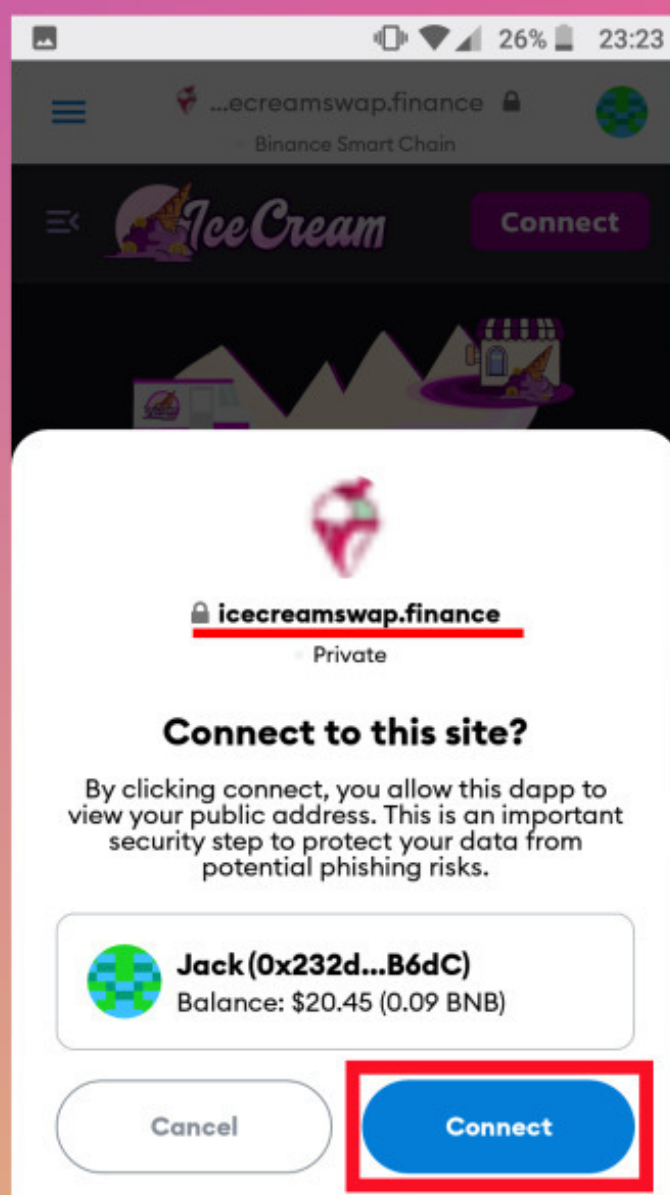 26% 23:23
...ecreamswap.finance
Binance Smart Chain
Ice Cream Connect
icecreamswap.finance
Private
Connect to this site?
By clicking connect, you allow this dapp to
view your public address. This is an important
security step to protect your data from
potential phishing risks.
Jack (0x232d...B6dC)
Balance: $20.45 (0.09 BNB)
Cancel Connect